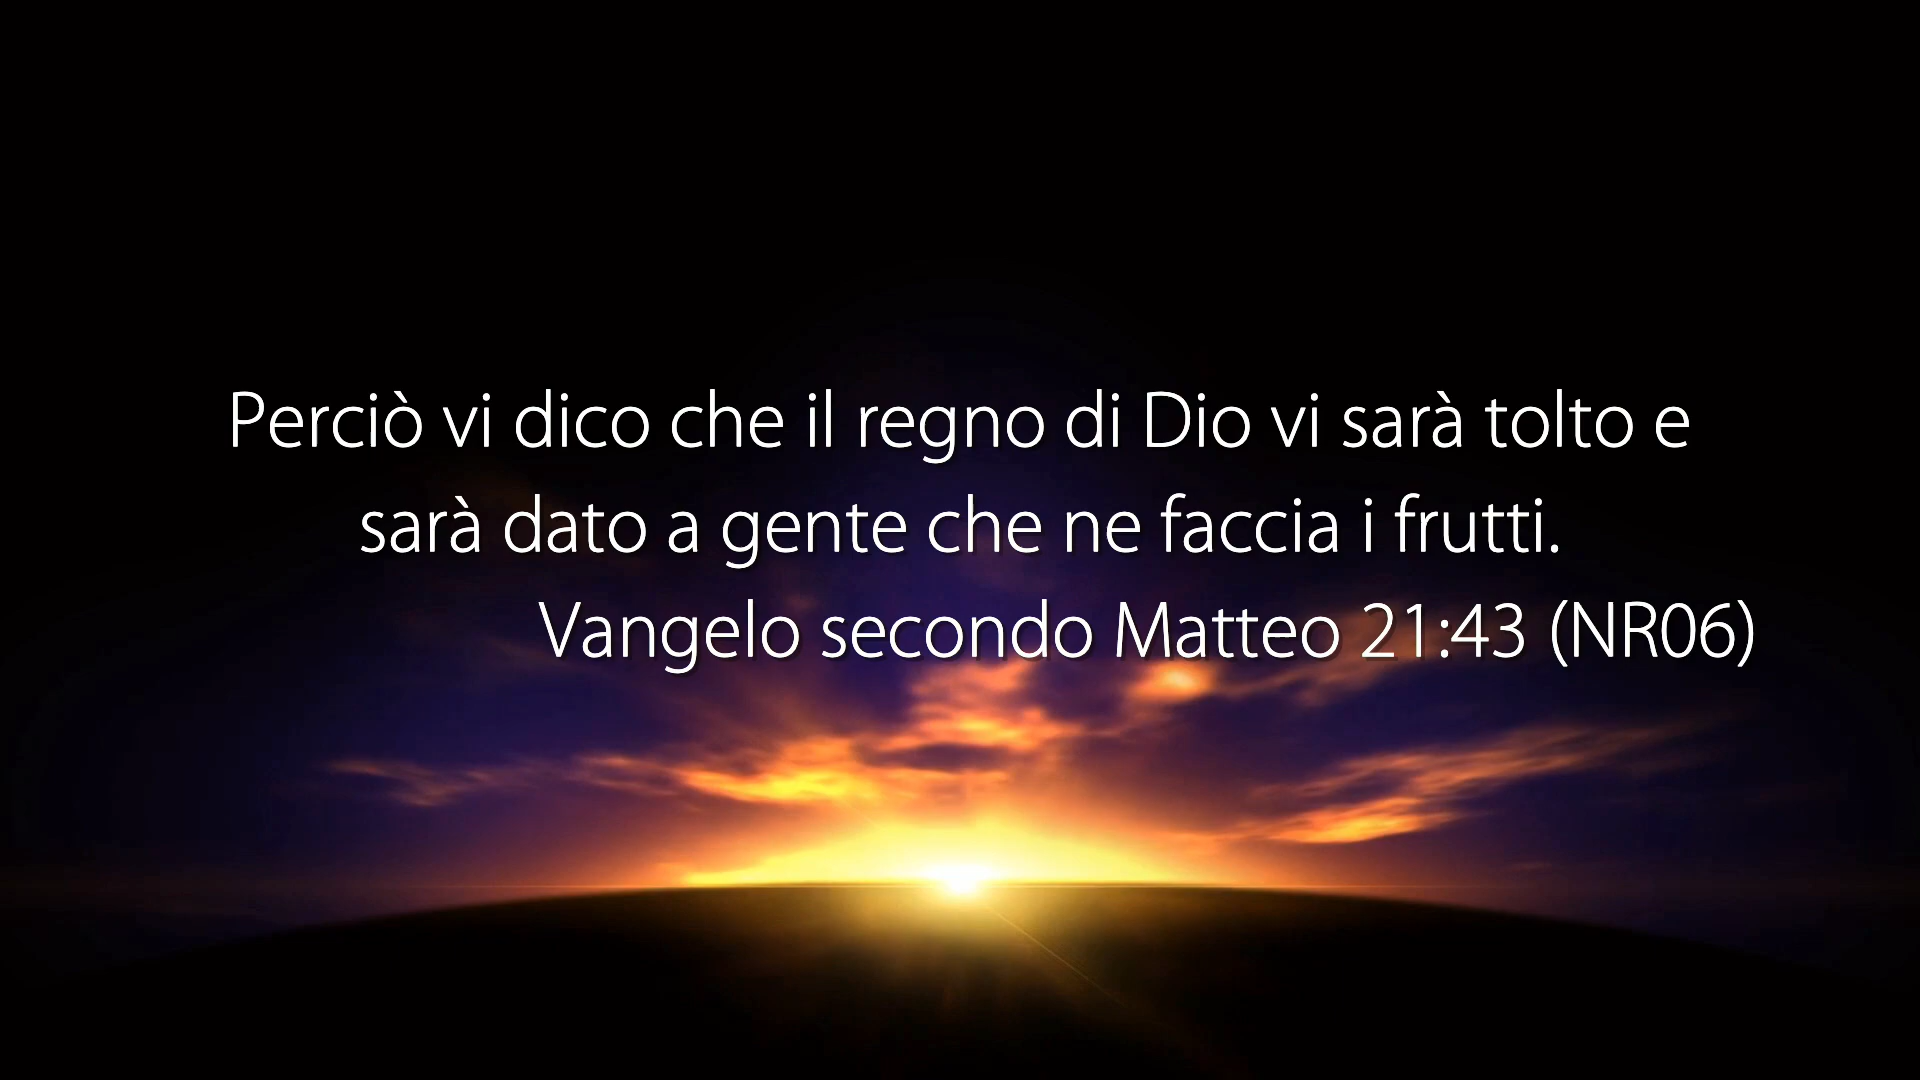 Perciò vi dico che il regno di Dio vi sarà tolto e
sarà dato a gente che ne faccia i frutti.
Vangelo secondo Matteo 21:43 (NR06)